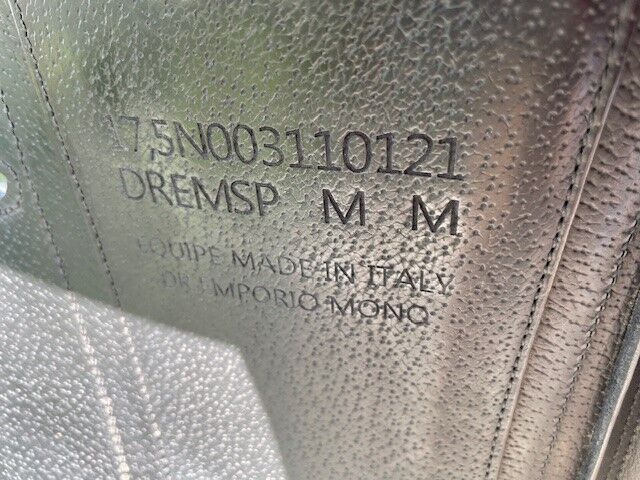 17,5N003110121
DREMSP M M
EQUIPE MADE IN ITALY
DR EMPORIO MONO